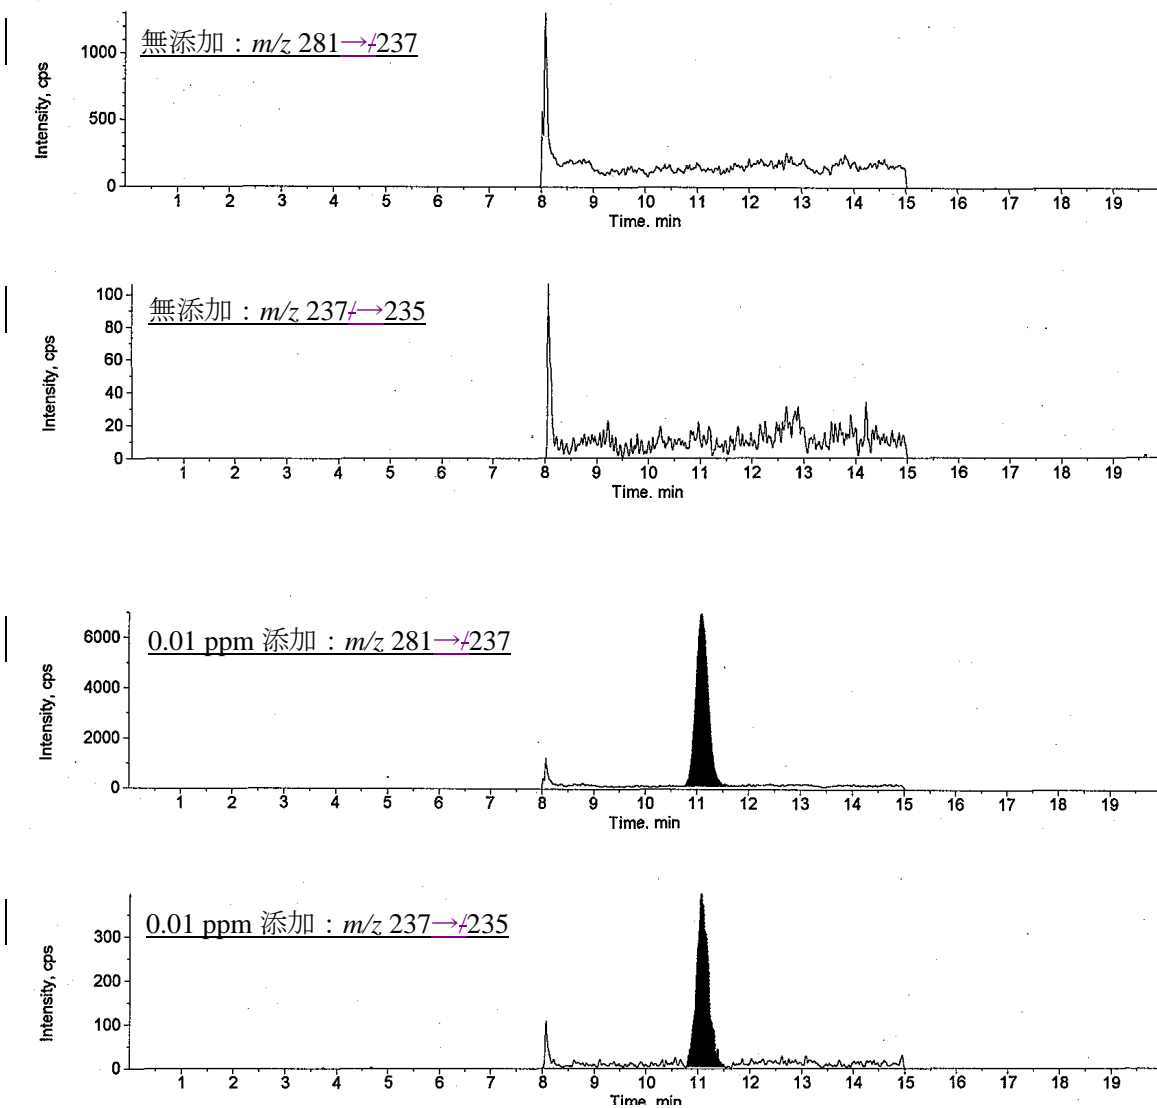 無添加：m/z 281→/237
Intensity, cps
1000
500
0
1 2 3 4 5 6 7 8 9 10 11 12 13 14 15 16 17 18 19
Time, min
無添加：m/z 237/→235
Intensity, cps
100
80
60
40
20
0
1 2 3 4 5 6 7 8 9 10 11 12 13 14 15 16 17 18 19
Time, min
0.01 ppm 添加：m/z 281→/237
Intensity, cps
6000
4000
2000
0
1 2 3 4 5 6 7 8 9 10 11 12 13 14 15 16 17 18 19
Time, min
0.01 ppm 添加：m/z 237→/235
Intensity, cps
300
200
100
0
1 2 3 4 5 6 7 8 9 10 11 12 13 14 15 16 17 18 19
Time, min